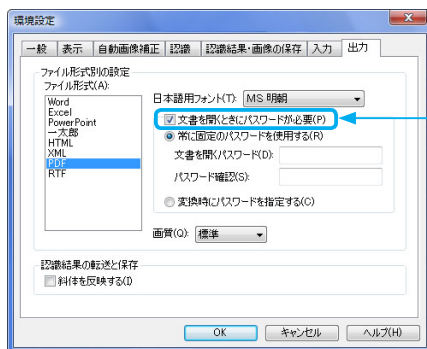 環境設定
一般 表示 自動画像補正 認識 認識結果・画像の保存 入力 出力
ファイル形式別の設定
ファイル形式(A):
Word
Excel
PowerPoint
一太郎
HTML
XML
PDF
RTF
日本語用フォント(T): MS 明朝
文書を開くときにパスワードが必要(P)
常に固定のパスワードを使用する(R)
文書を開くパスワード(D):
パスワード確認(S):
変換時にパスワードを指定する(C)
画質(Q): 標準
認識結果の転送と保存
斜体を反映する(I)
OK キャンセル ヘルプ(H)